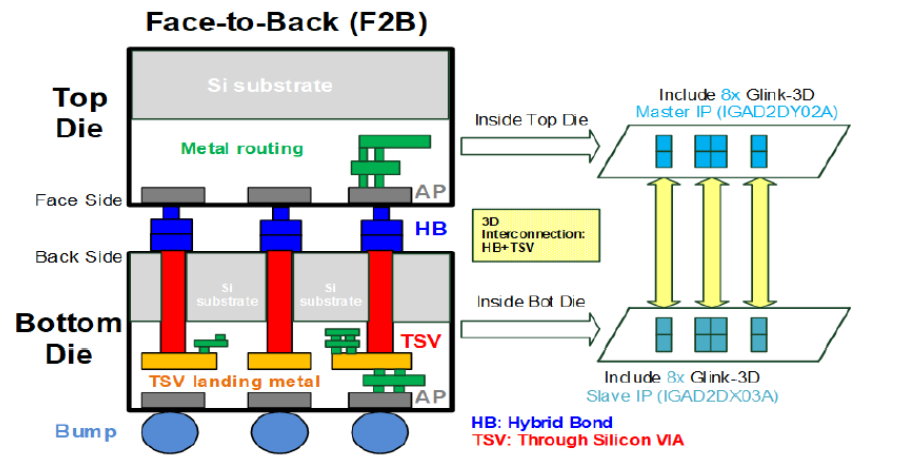 Face-to-Back (F2B)
Top
Die
Si substrate
Metal routing
AP
Face Side
HB
Back Side
Si
substrate
Si
substrate
Bottom
Die
TSV
TSV landing metal
AP
Bump
Inside Top Die
Include 8x Glink-3D
Master IP (IGAD2DY02A)
3D
Interconnection:
HB+TSV
Inside Bot Die
Include 8x Glink-3D
Slave IP (IGAD2DX03A)
HB: Hybrid Bond
TSV: Through Silicon VIA